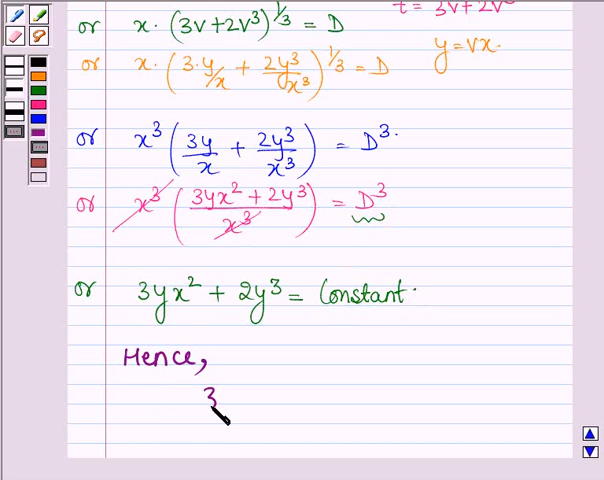 t = 3v+2v³
or x·(3v+2v³)^1/3 = D
y = vx.
or x·(3·y/x + 2y³/x³)^1/3 = D
or x³(3y/x + 2y³/x³) = D³.
or x³((3yx²+2y³)/x³) = D³
or 3yx² + 2y³ = Constant.
Hence,
3